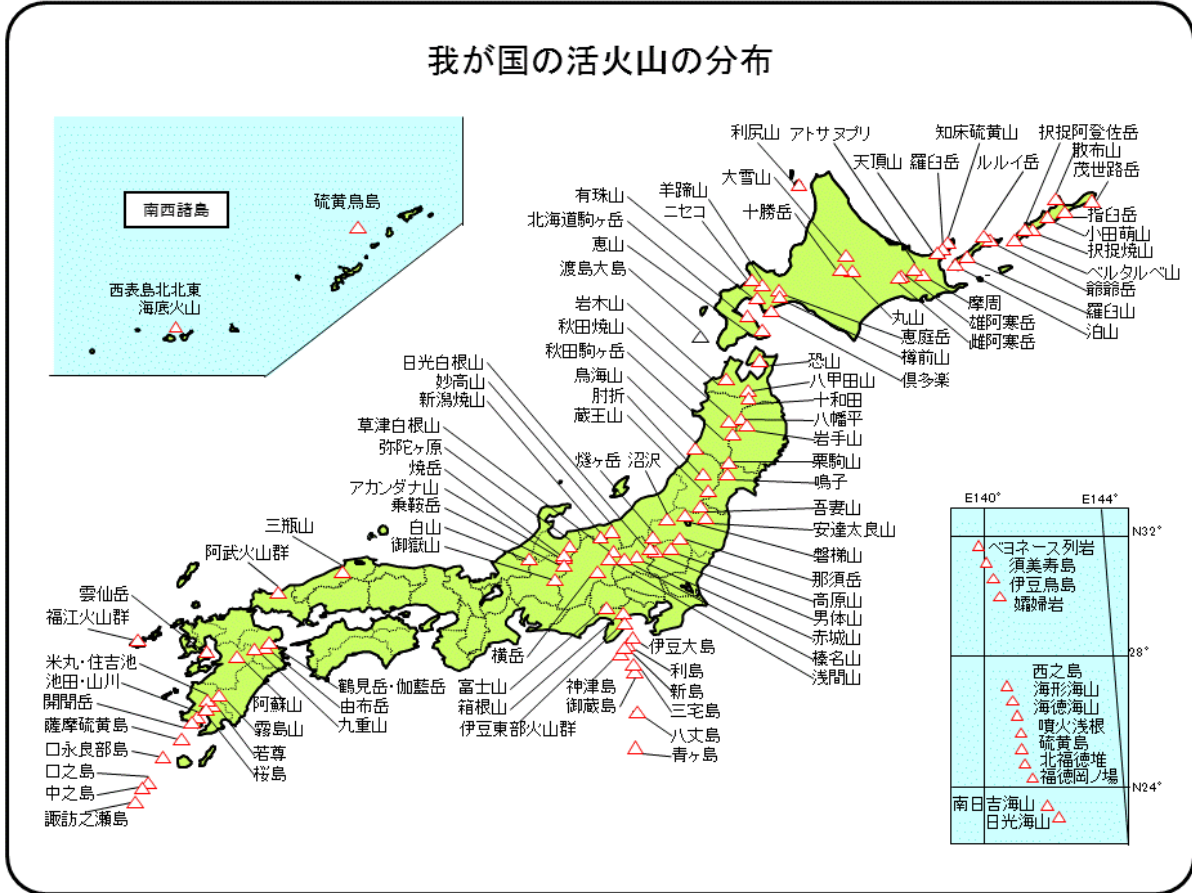 我が国の活火山の分布
南西諸島
硫黄鳥島
西表島北北東
海底火山
利尻山
アトサヌプリ
知床硫黄山
択捉阿登佐岳
天頂山
羅臼岳
ルルイ岳
散布山
茂世路岳
大雪山
十勝岳
羊蹄山
ニセコ
有珠山
北海道駒ヶ岳
恵山
渡島大島
指臼岳
小田萌山
択捉焼山
ベルタルベ山
爺爺岳
羅臼山
泊山
摩周
雄阿寒岳
雌阿寒岳
丸山
恵庭岳
樽前山
倶多楽
岩木山
秋田焼山
秋田駒ヶ岳
鳥海山
肘折
蔵王山
恐山
八甲田山
十和田
八幡平
岩手山
栗駒山
鳴子
燧ヶ岳
沼沢
吾妻山
安達太良山
磐梯山
那須岳
高原山
男体山
赤城山
榛名山
浅間山
日光白根山
妙高山
新潟焼山
草津白根山
弥陀ヶ原
焼岳
アカンダナ山
乗鞍岳
白山
御嶽山
三瓶山
阿武火山群
横岳
富士山
箱根山
伊豆東部火山群
伊豆大島
利島
新島
神津島
三宅島
御蔵島
八丈島
青ヶ島
雲仙岳
福江火山群
米丸・住吉池
池田・山川
開聞岳
薩摩硫黄島
口永良部島
口之島
中之島
諏訪之瀬島
鶴見岳・伽藍岳
由布岳
九重山
阿蘇山
霧島山
若尊
桜島
E140°
E144°
N32°
ベヨネース列岩
須美寿島
伊豆鳥島
孀婦岩
28°
西之島
海形海山
海徳海山
噴火浅根
硫黄島
北福徳堆
福徳岡ノ場
N24°
南日吉海山
日光海山